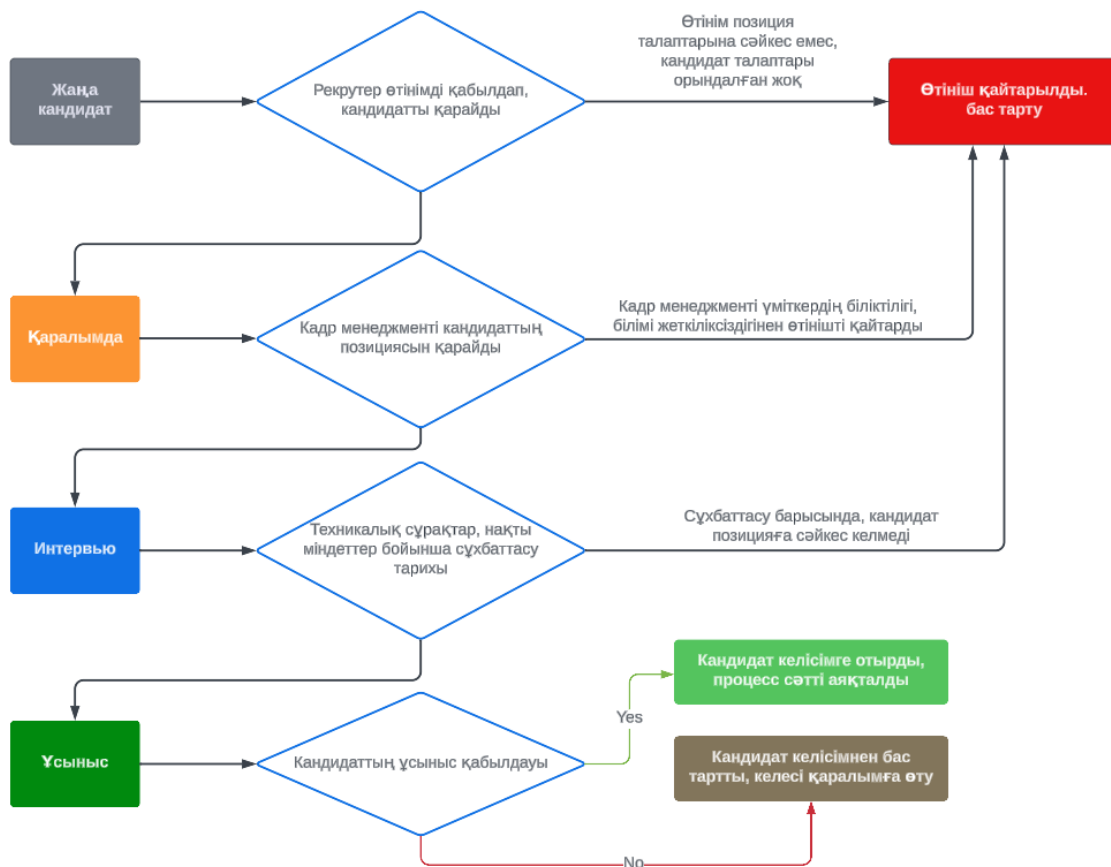 Жаңа
кандидат
Рекрутер өтінімді қабылдап,
кандидатты қарайды
Өтінім позиция
талаптарына сәйкес емес,
кандидат талаптары
орындалған жоқ
Өтініш қайтарылды.
бас тарту
Қаралымда
Кадр менеджменті кандидаттың
позициясын қарайды
Кадр менеджменті үміткердің біліктілігі,
білімі жеткіліксіздігінен өтінішті қайтарды
Интервью
Техникалық сұрақтар, нақты
міндеттер бойынша сұхбаттасу
тарихы
Сұхбаттасу барысында, кандидат
позицияға сәйкес келмеді
Ұсыныс
Кандидаттың ұсыныс қабылдауы
Yes
Кандидат келісімге отырды,
процесс сәтті аяқталды
Кандидат келісімнен бас
тартты, келесі қаралымға өту
No